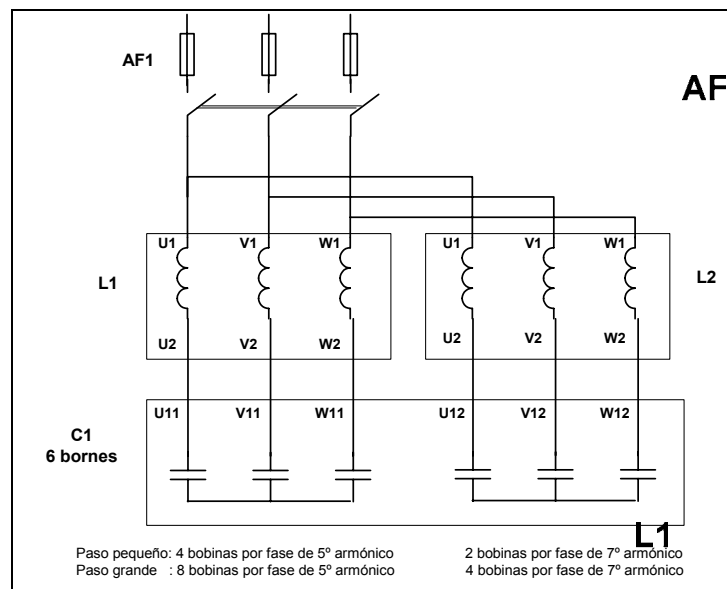 AF1
AF
U1 V1 W1 U1 V1 W1
L1 L2
U2 V2 W2 U2 V2 W2
U11 V11 W11 U12 V12 W12
C1
6 bornes
L1
Paso pequeño: 4 bobinas por fase de 5º armónico 2 bobinas por fase de 7º armónico
Paso grande : 8 bobinas por fase de 5º armónico 4 bobinas por fase de 7º armónico